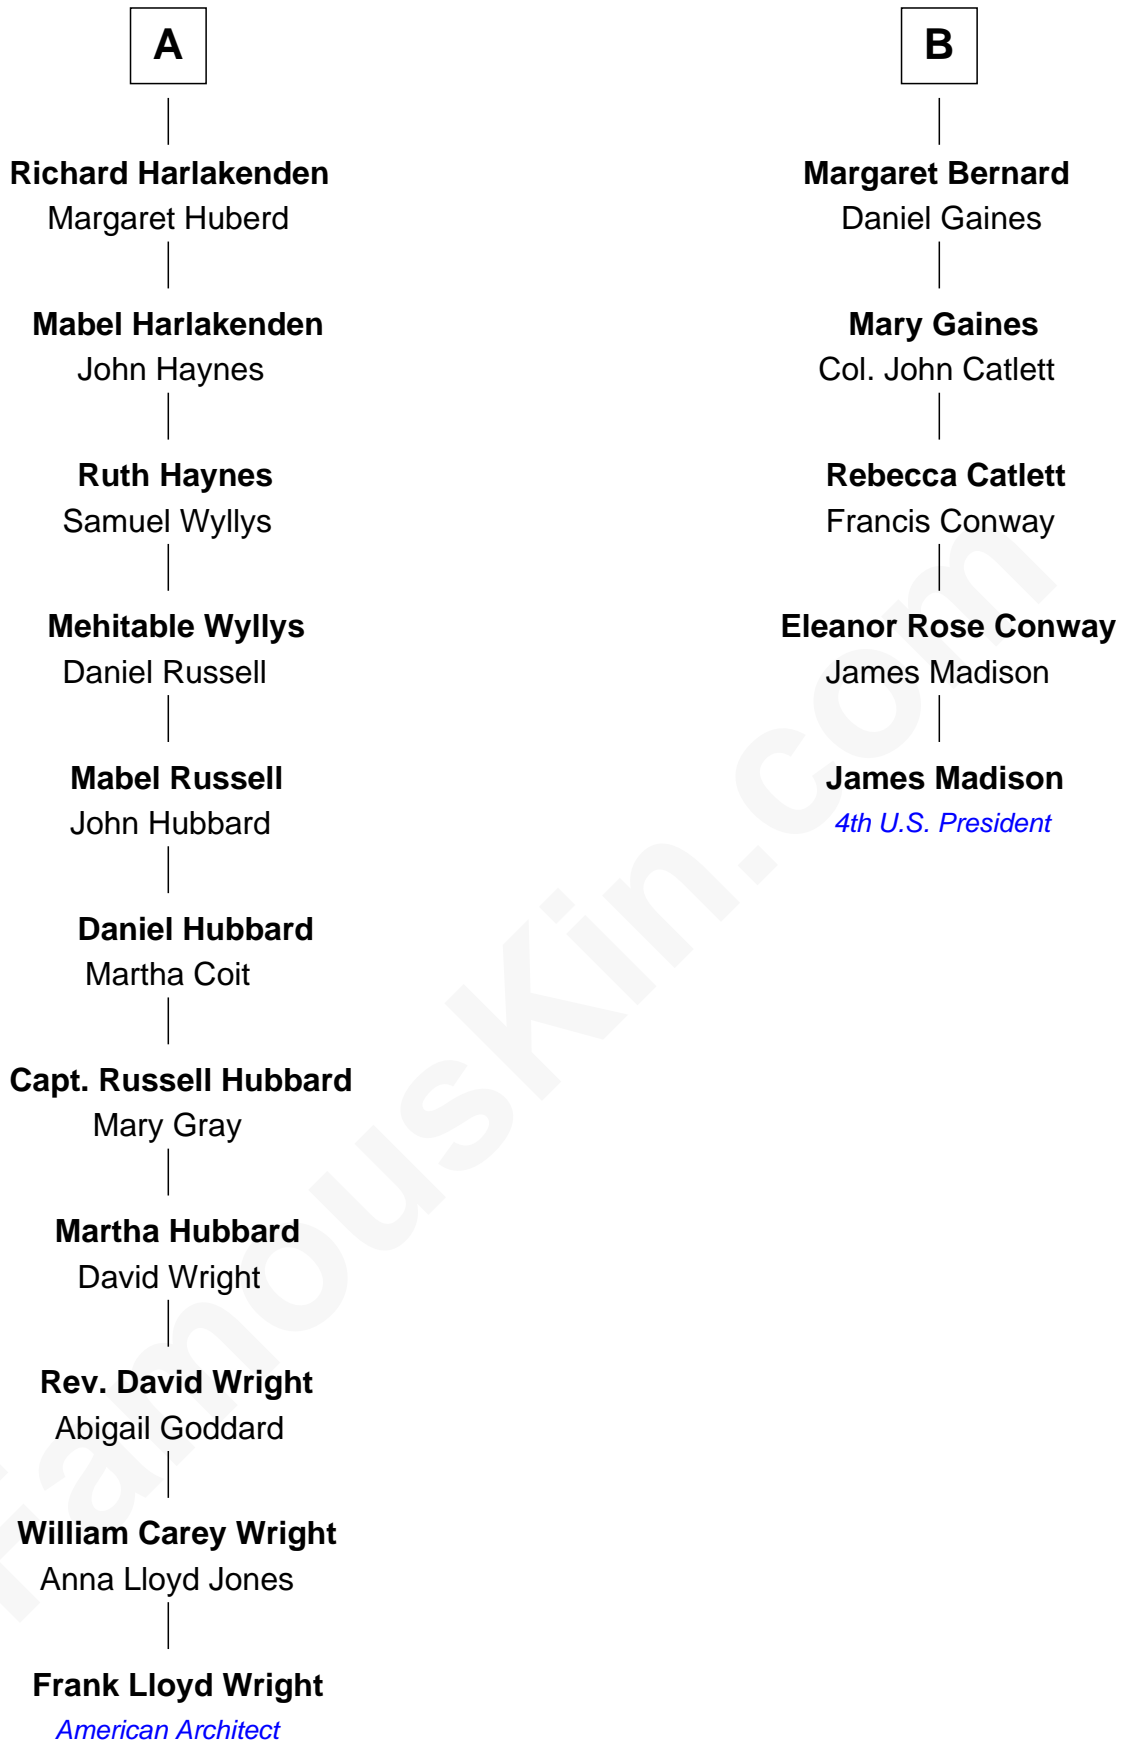 A
Richard Harlakenden
Margaret Huberd
Mabel Harlakenden
John Haynes
Ruth Haynes
Samuel Wyllys
Mehitable Wyllys
Daniel Russell
Mabel Russell
John Hubbard
Daniel Hubbard
Martha Coit
Capt. Russell Hubbard
Mary Gray
Martha Hubbard
David Wright
Rev. David Wright
Abigail Goddard
William Carey Wright
Anna Lloyd Jones
Frank Lloyd Wright
American Architect
B
Margaret Bernard
Daniel Gaines
Mary Gaines
Col. John Catlett
Rebecca Catlett
Francis Conway
Eleanor Rose Conway
James Madison
James Madison
4th U.S. President
FamousKin.com